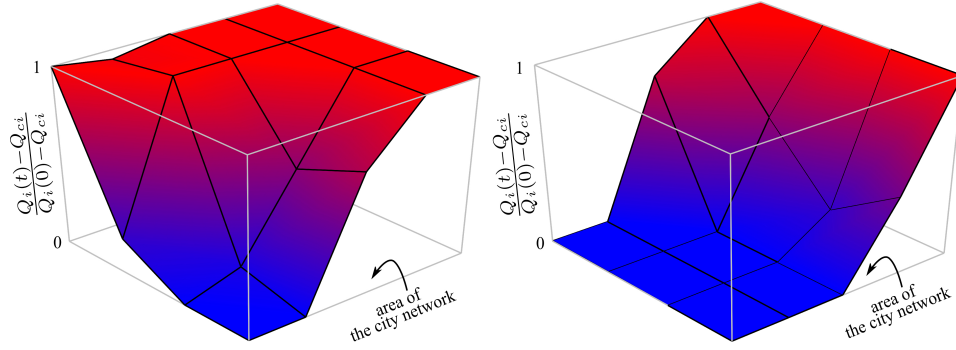 1
Q_i(t)−Q_ci
Q_i(0)−Q_ci
0
area of
the city network
1
Q_i(t)−Q_ci
Q_i(0)−Q_ci
0
area of
the city network